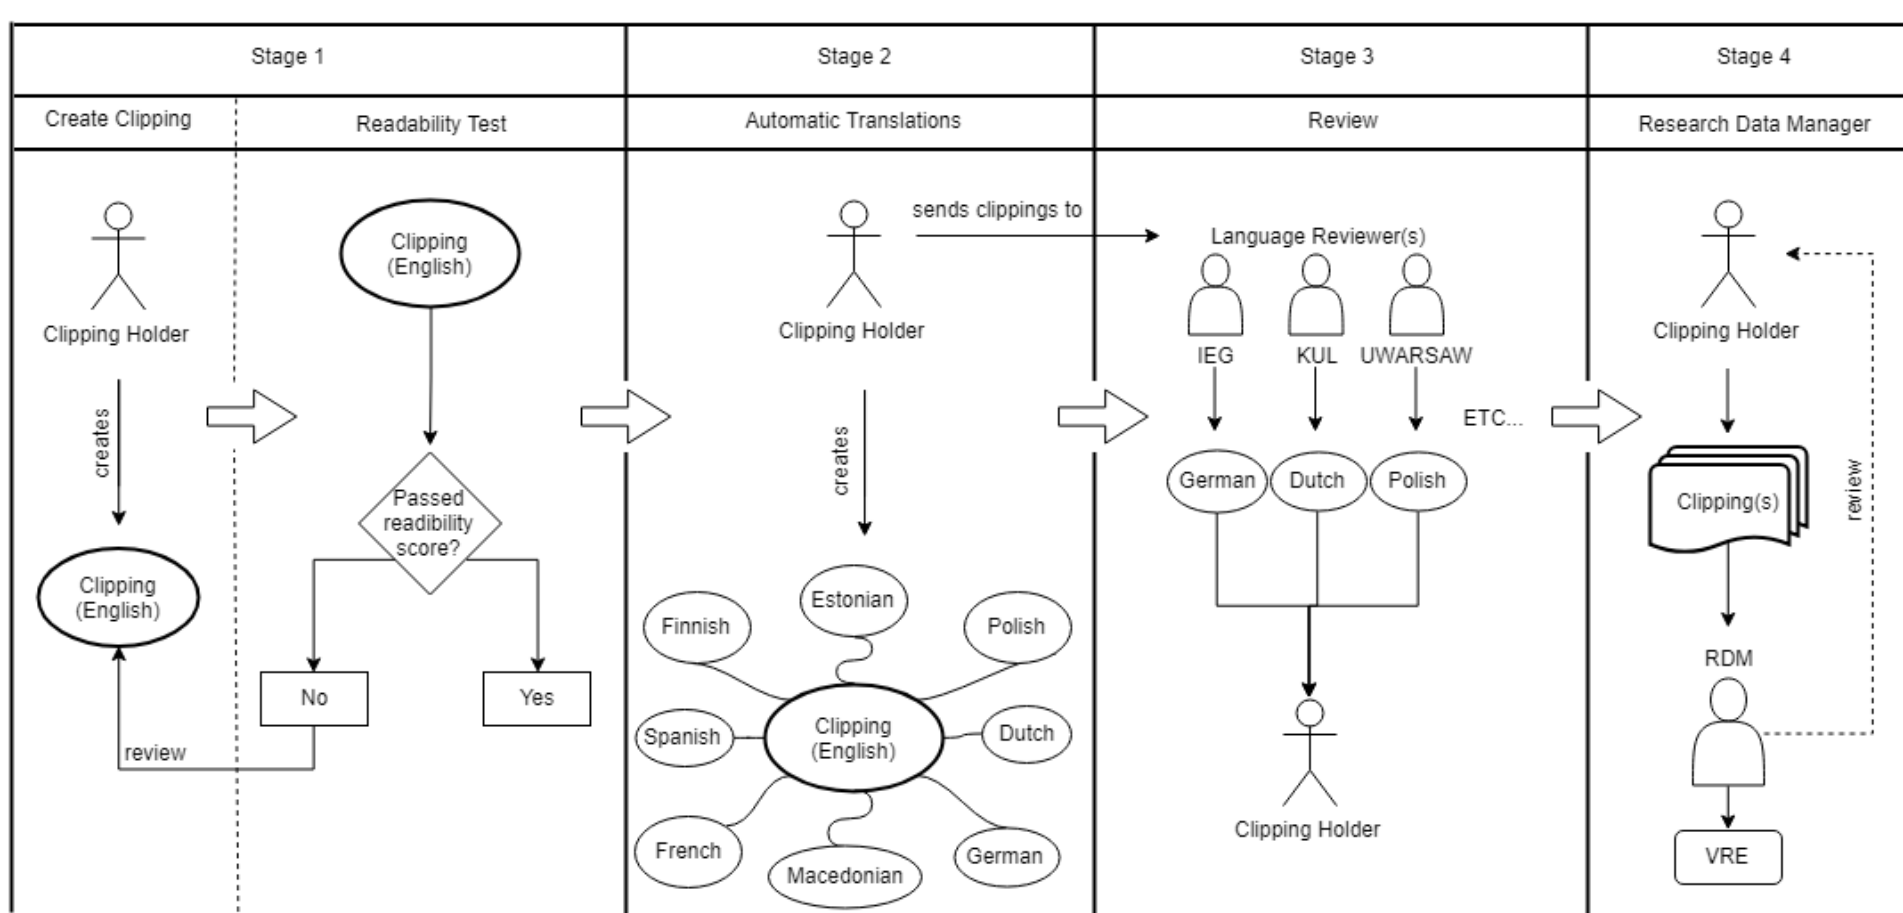 Stage 1
Stage 2
Stage 3
Stage 4
Create Clipping
Readability Test
Automatic Translations
Review
Research Data Manager
Clipping Holder
creates
Clipping
(English)
review
Clipping
(English)
Passed
readibility
score?
No
Yes
Clipping Holder
sends clippings to
creates
Estonian
Finnish
Polish
Spanish
Clipping
(English)
Dutch
French
Macedonian
German
Language Reviewer(s)
IEG
KUL
UWARSAW
ETC...
German
Dutch
Polish
Clipping Holder
Clipping Holder
Clipping(s)
review
RDM
VRE